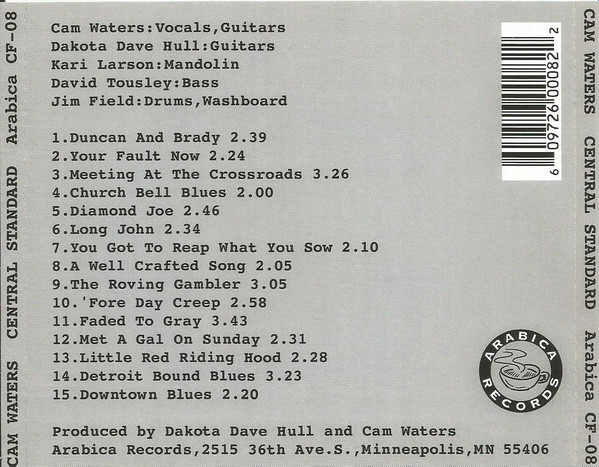 Cam Waters:Vocals,Guitars
Dakota Dave Hull:Guitars
Kari Larson:Mandolin
David Tousley:Bass
Jim Field:Drums,Washboard
1.Duncan And Brady 2.39
2.Your Fault Now 2.24
3.Meeting At The Crossroads 3.26
4.Church Bell Blues 2.00
5.Diamond Joe 2.46
6.Long John 2.34
7.You Got To Reap What You Sow 2.10
8.A Well Crafted Song 2.05
9.The Roving Gambler 3.05
10.'Fore Day Creep 2.58
11.Faded To Gray 3.43
12.Met A Gal On Sunday 2.31
13.Little Red Riding Hood 2.28
14.Detroit Bound Blues 3.23
15.Downtown Blues 2.20
Produced by Dakota Dave Hull and Cam Waters
Arabica Records,2515 36th Ave.S.,Minneapolis,MN 55406
CAM WATERS CENTRAL STANDARD Arabica CF-08
CAM WATERS CENTRAL STANDARD Arabica CF-08
6 09726 00082 2
ARABICA
RECORDS